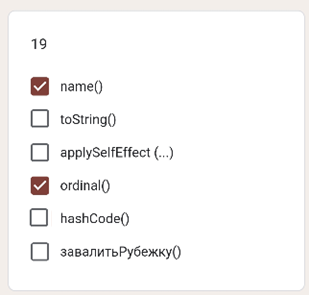 19
name()
toString()
applySelfEffect (...)
ordinal()
hashCode()
завалитьРубежку()